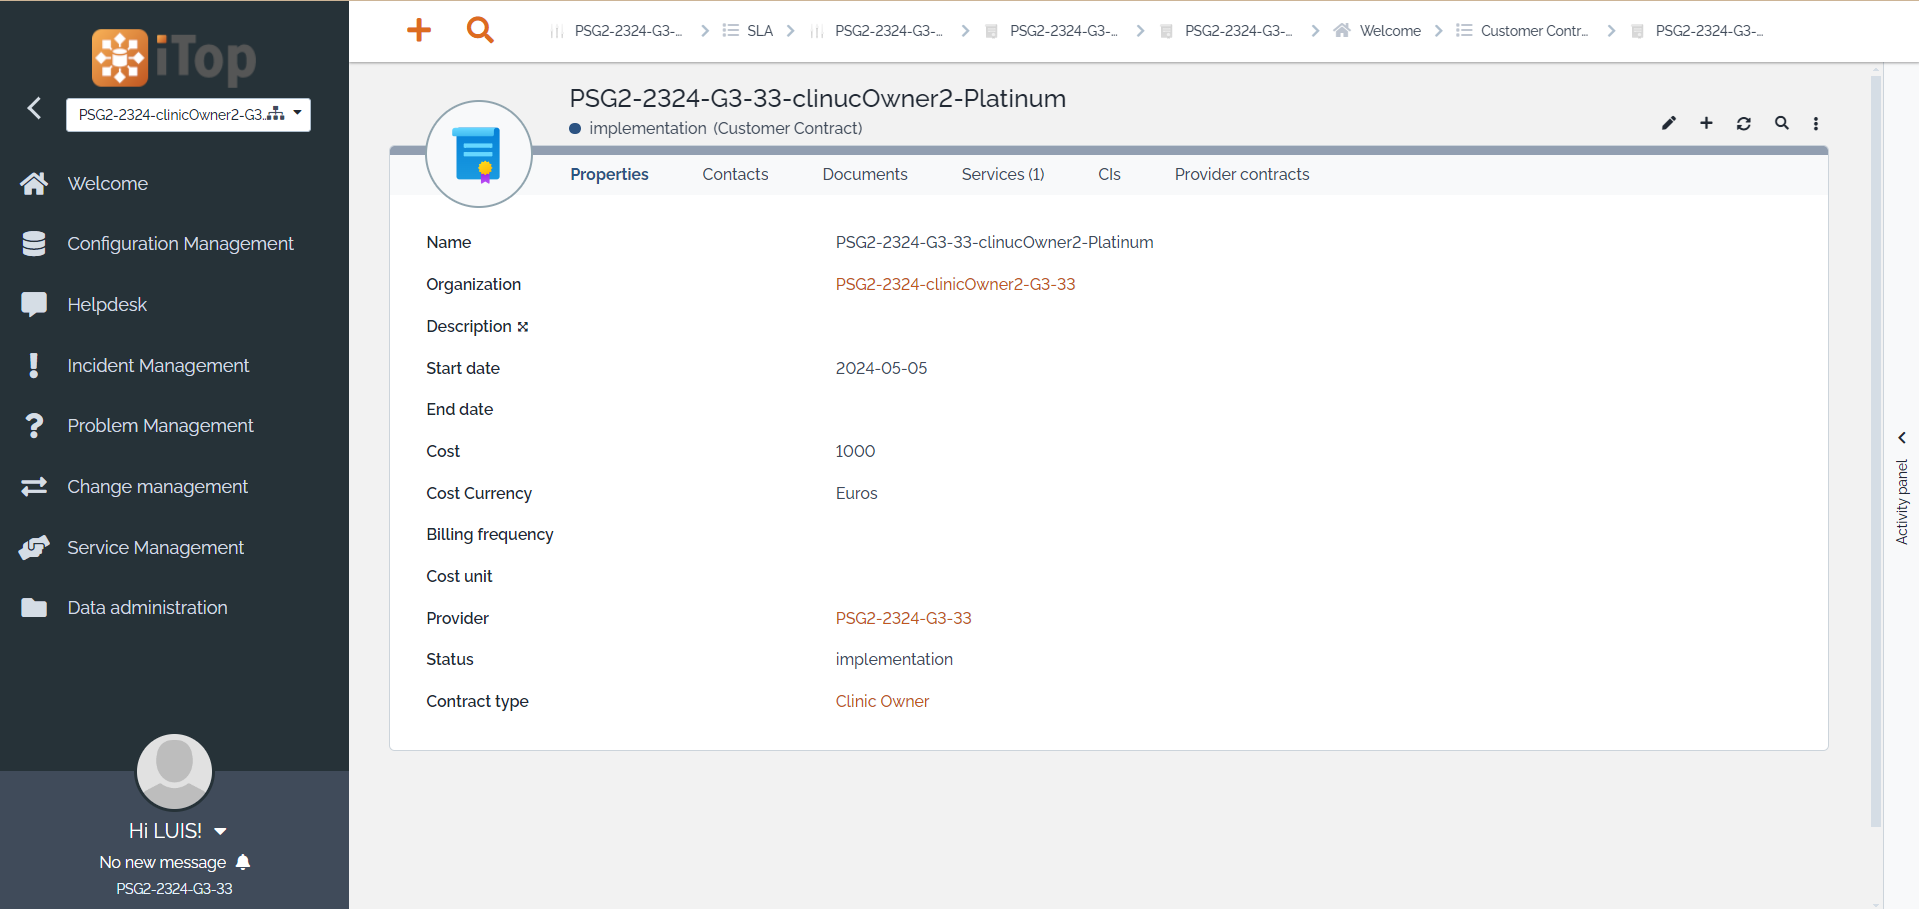 iTop
PSG2-2324-clinicOwner2-G3...
Welcome
Configuration Management
Helpdesk
Incident Management
Problem Management
Change management
Service Management
Data administration
Hi LUIS!
No new message
PSG2-2324-G3-33
PSG2-2324-G3-... SLA PSG2-2324-G3-... PSG2-2324-G3-... PSG2-2324-G3-... Welcome Customer Contr... PSG2-2324-G3-...
PSG2-2324-G3-33-clinucOwner2-Platinum
implementation (Customer Contract)
Properties Contacts Documents Services (1) CIs Provider contracts
Name PSG2-2324-G3-33-clinucOwner2-Platinum
Organization PSG2-2324-clinicOwner2-G3-33
Description
Start date 2024-05-05
End date
Cost 1000
Cost Currency Euros
Billing frequency
Cost unit
Provider PSG2-2324-G3-33
Status implementation
Contract type Clinic Owner
Activity panel